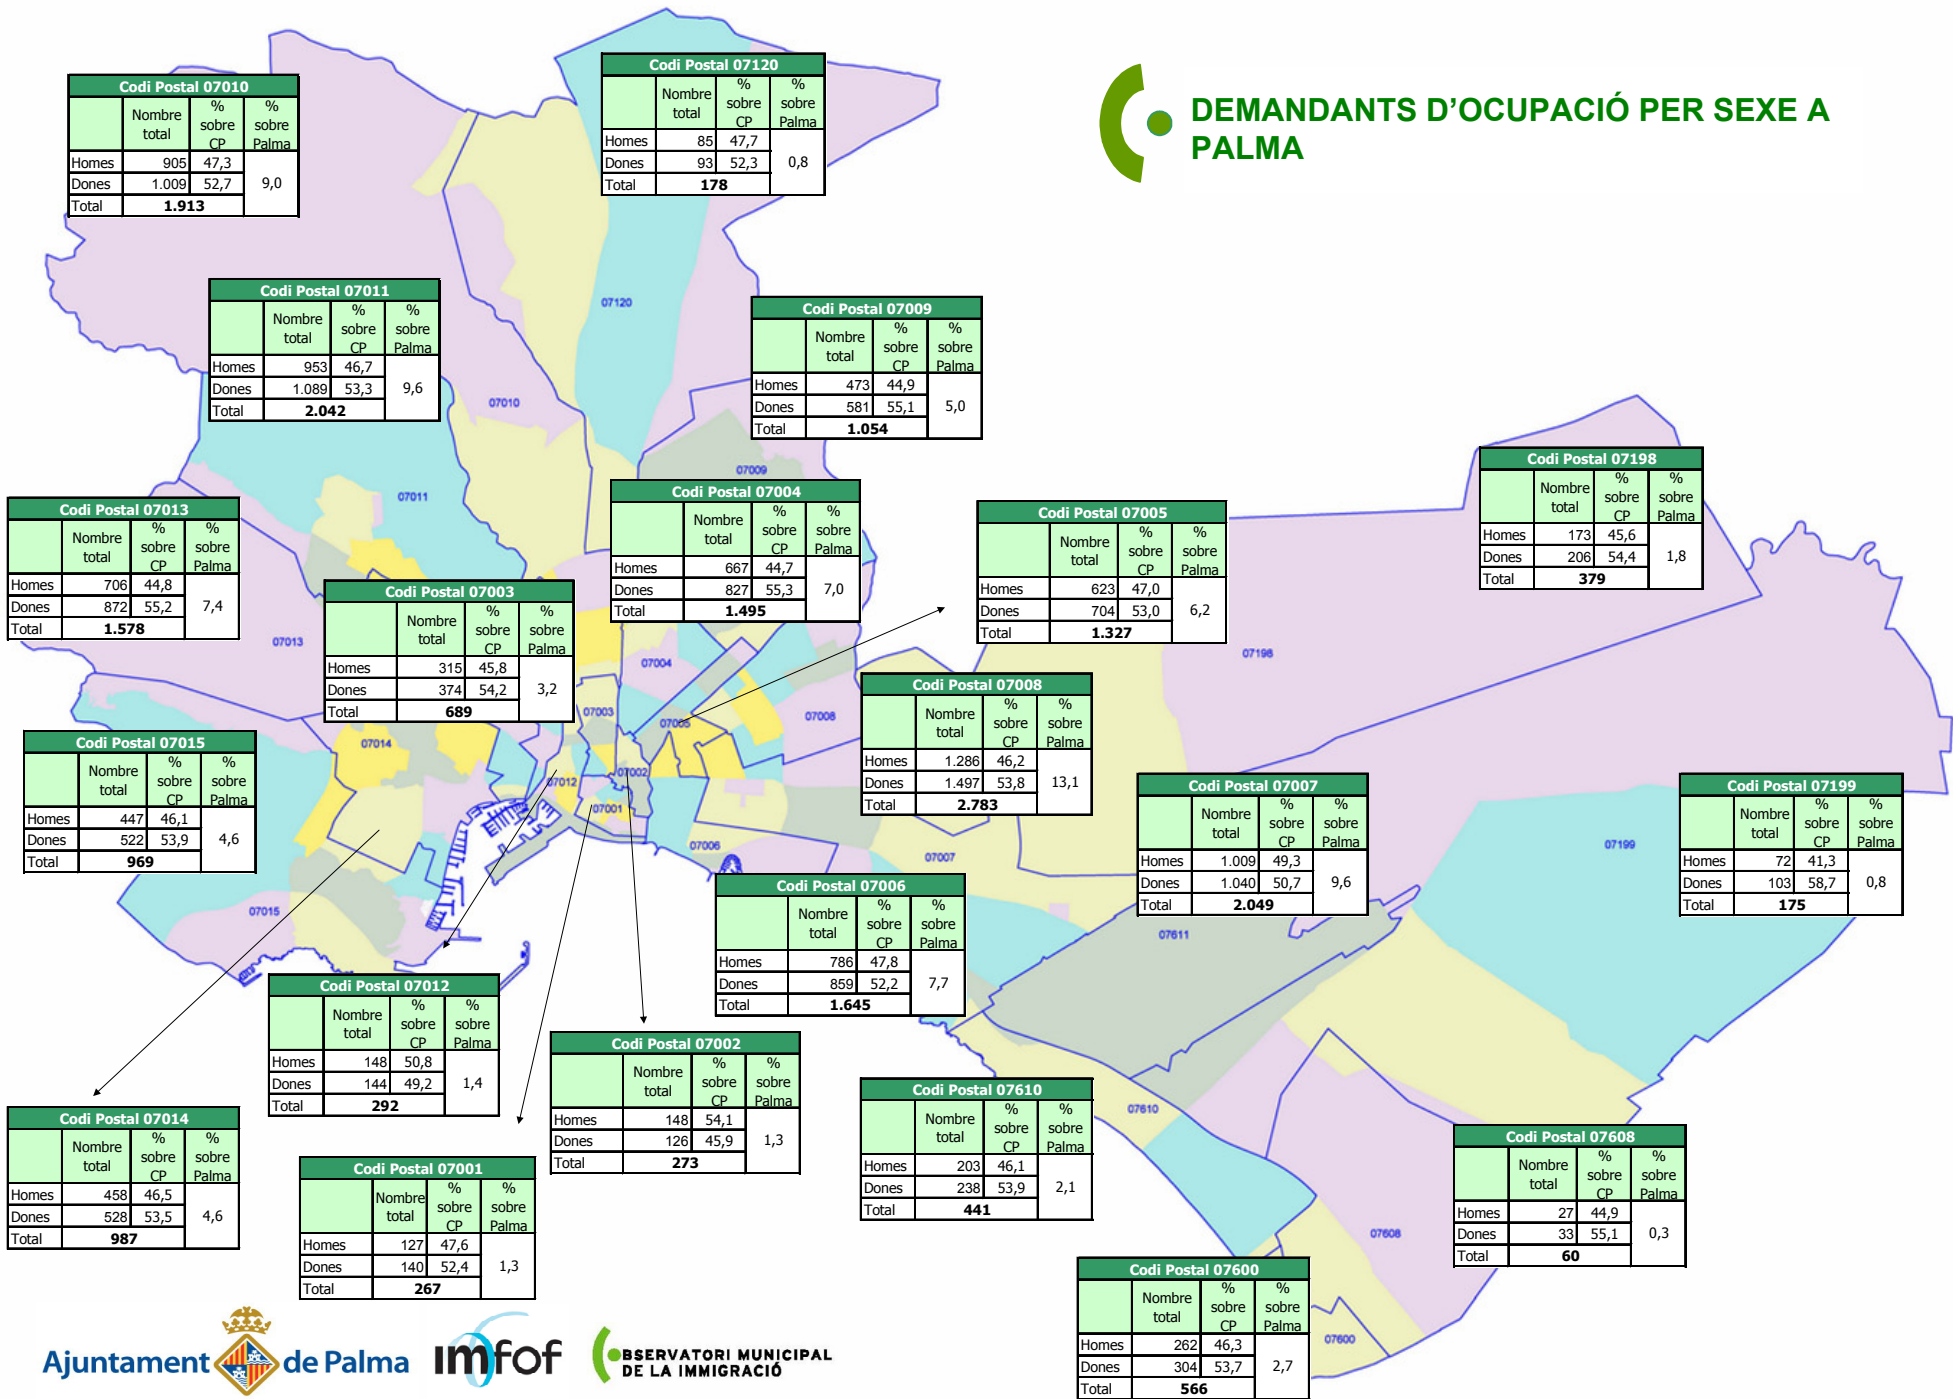 DEMANDANTS D'OCUPACIÓ PER SEXE A
PALMA
Codi Postal 07010
Nombre total % sobre CP % sobre Palma
Homes 905 47,3
Dones 1.009 52,7 9,0
Total 1.913
Codi Postal 07120
Nombre total % sobre CP % sobre Palma
Homes 85 47,7
Dones 93 52,3 0,8
Total 178
Codi Postal 07011
Nombre total % sobre CP % sobre Palma
Homes 953 46,7
Dones 1.089 53,3 9,6
Total 2.042
Codi Postal 07009
Nombre total % sobre CP % sobre Palma
Homes 473 44,9
Dones 581 55,1 5,0
Total 1.054
Codi Postal 07198
Nombre total % sobre CP % sobre Palma
Homes 173 45,6
Dones 206 54,4 1,8
Total 379
Codi Postal 07013
Nombre total % sobre CP % sobre Palma
Homes 706 44,8
Dones 872 55,2 7,4
Total 1.578
Codi Postal 07004
Nombre total % sobre CP % sobre Palma
Homes 667 44,7
Dones 827 55,3 7,0
Total 1.495
Codi Postal 07005
Nombre total % sobre CP % sobre Palma
Homes 623 47,0
Dones 704 53,0 6,2
Total 1.327
Codi Postal 07003
Nombre total % sobre CP % sobre Palma
Homes 315 45,8
Dones 374 54,2 3,2
Total 689
Codi Postal 07008
Nombre total % sobre CP % sobre Palma
Homes 1.286 46,2
Dones 1.497 53,8 13,1
Total 2.783
Codi Postal 07015
Nombre total % sobre CP % sobre Palma
Homes 447 46,1
Dones 522 53,9 4,6
Total 969
Codi Postal 07007
Nombre total % sobre CP % sobre Palma
Homes 1.009 49,3
Dones 1.040 50,7 9,6
Total 2.049
Codi Postal 07199
Nombre total % sobre CP % sobre Palma
Homes 72 41,3
Dones 103 58,7 0,8
Total 175
Codi Postal 07006
Nombre total % sobre CP % sobre Palma
Homes 786 47,8
Dones 859 52,2 7,7
Total 1.645
Codi Postal 07012
Nombre total % sobre CP % sobre Palma
Homes 148 50,8
Dones 144 49,2 1,4
Total 292
Codi Postal 07002
Nombre total % sobre CP % sobre Palma
Homes 148 54,1
Dones 126 45,9 1,3
Total 273
Codi Postal 07610
Nombre total % sobre CP % sobre Palma
Homes 203 46,1
Dones 238 53,9 2,1
Total 441
Codi Postal 07014
Nombre total % sobre CP % sobre Palma
Homes 458 46,5
Dones 528 53,5 4,6
Total 987
Codi Postal 07608
Nombre total % sobre CP % sobre Palma
Homes 27 44,9
Dones 33 55,1 0,3
Total 60
Codi Postal 07001
Nombre total % sobre CP % sobre Palma
Homes 127 47,6
Dones 140 52,4 1,3
Total 267
Codi Postal 07600
Nombre total % sobre CP % sobre Palma
Homes 262 46,3
Dones 304 53,7 2,7
Total 566
07120
07010
07009
07011
07013
07004
07198
07003
07005
07008
07014
07002
07012
07001
07006
07007
07199
07015
07611
07610
07608
07600
Ajuntament de Palma
imfof
OBSERVATORI MUNICIPAL
DE LA IMMIGRACIÓ